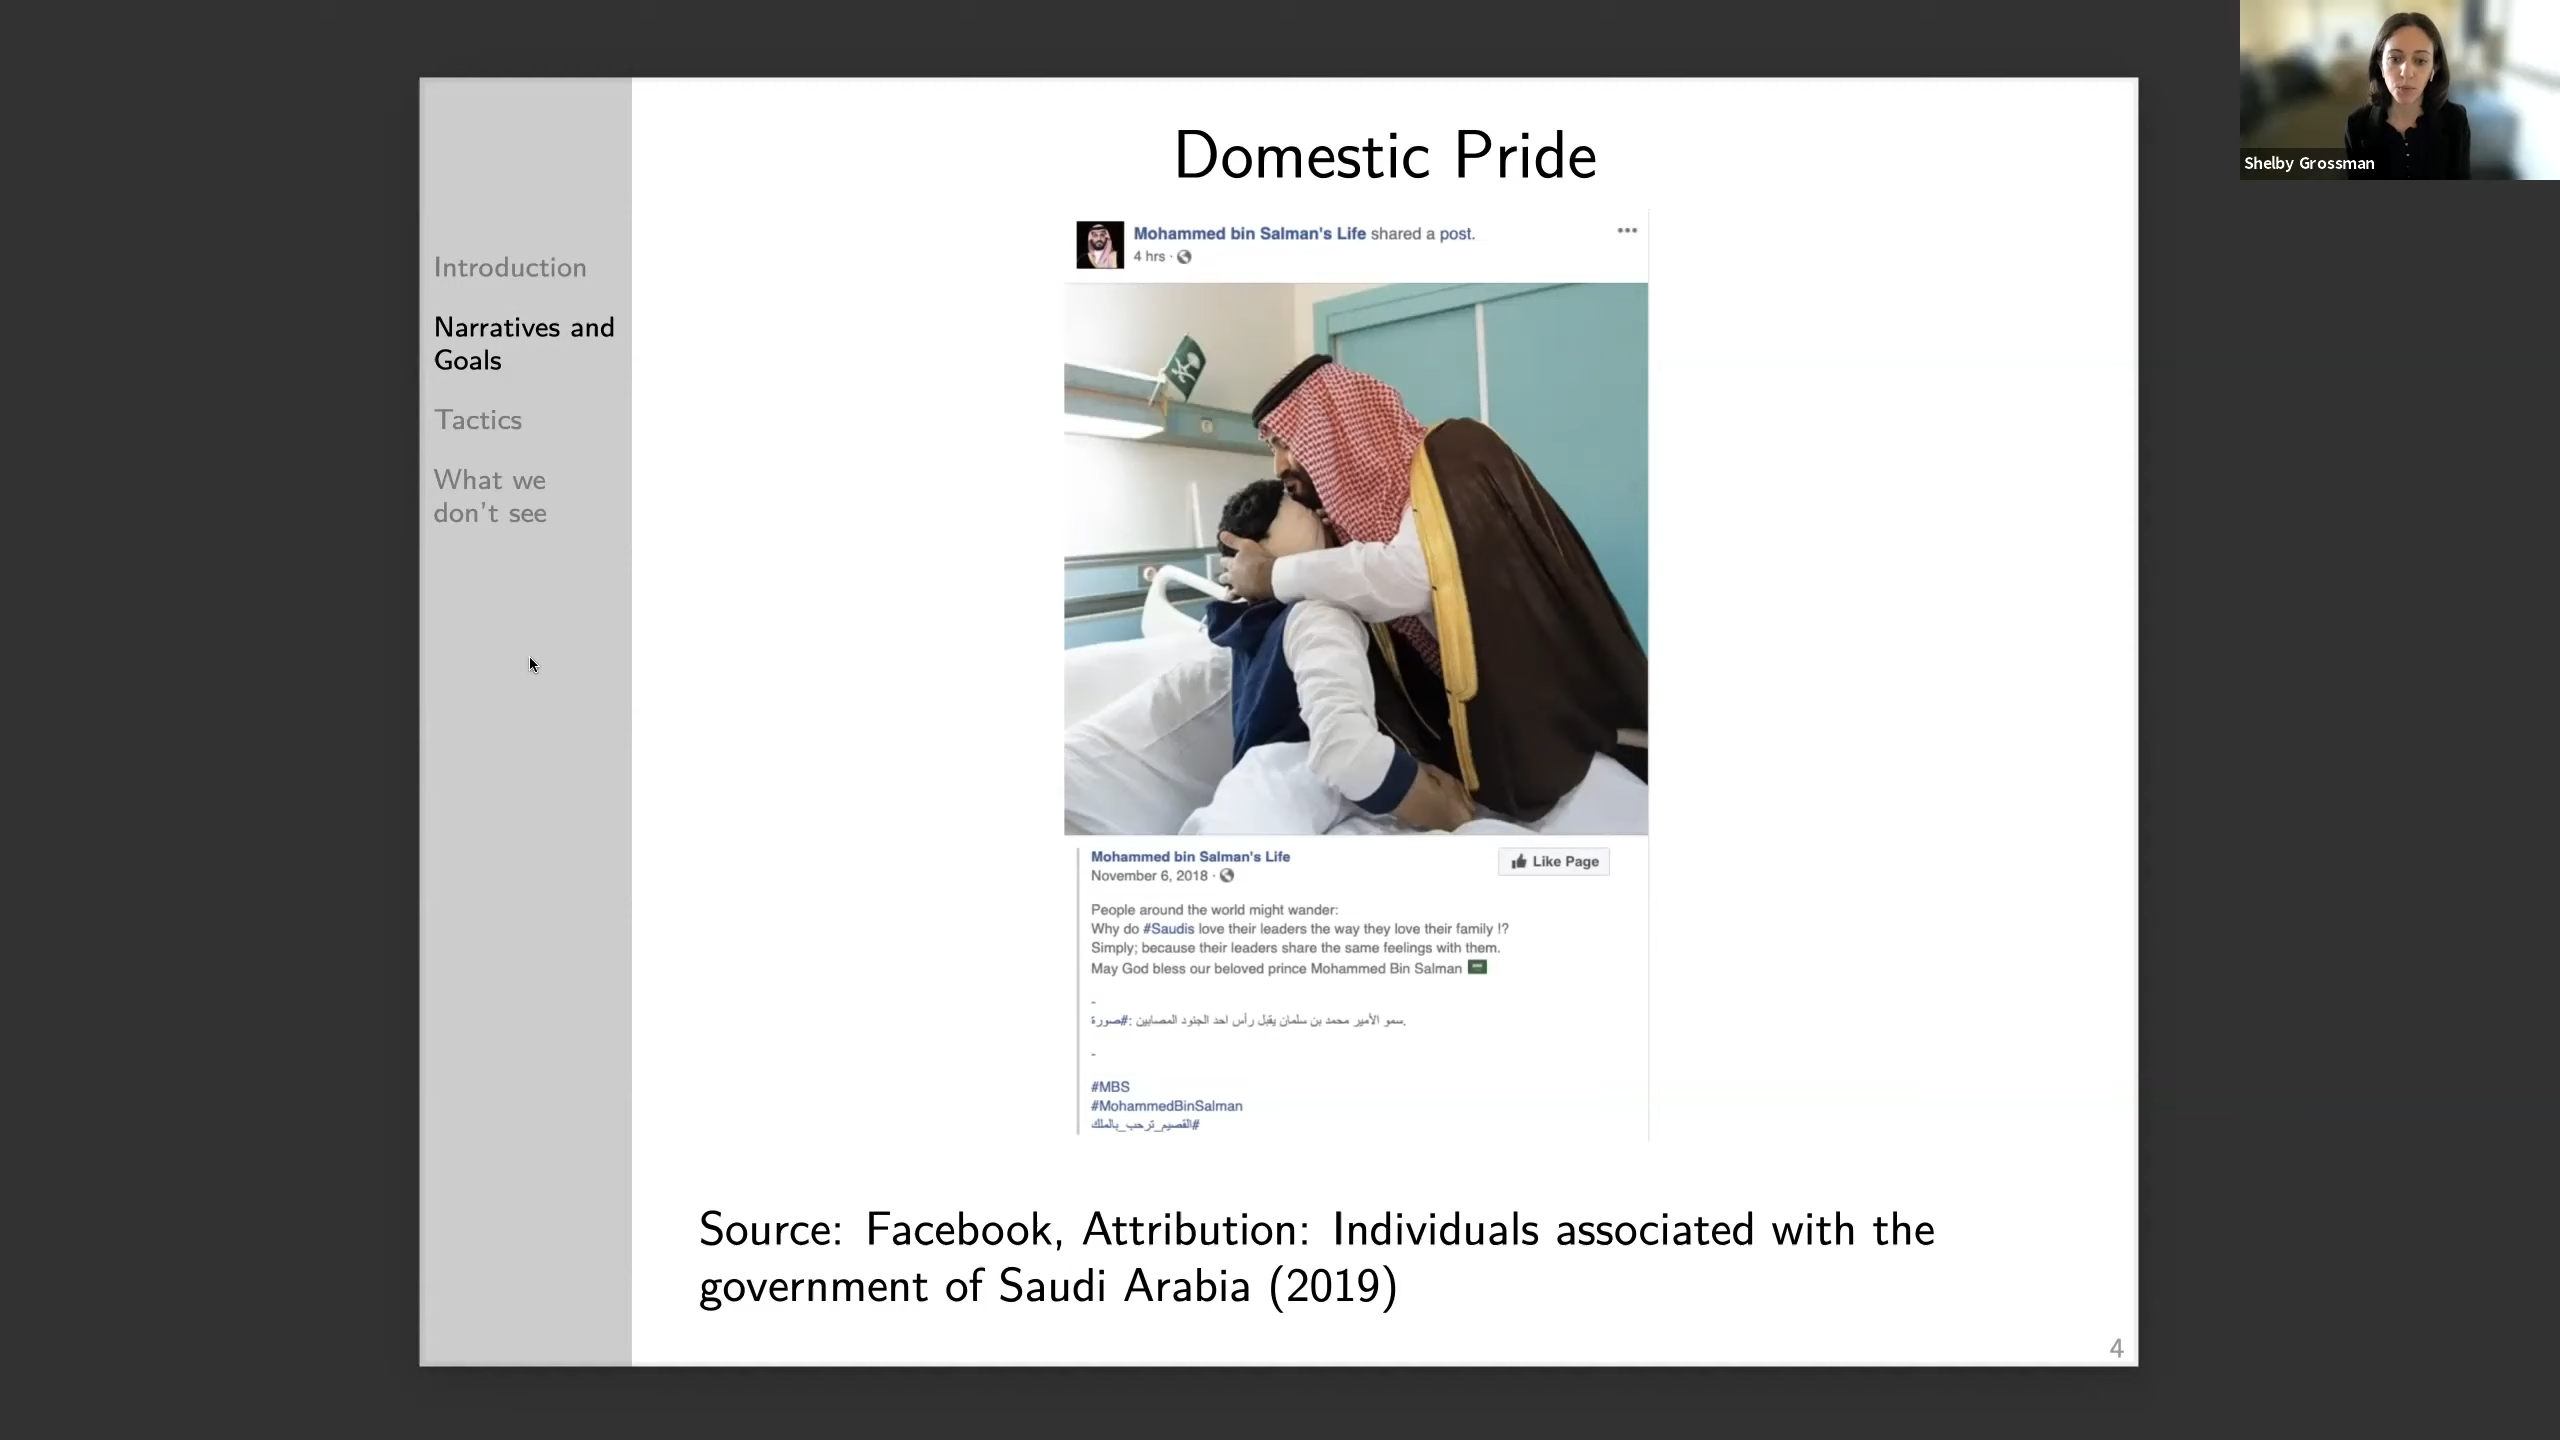 Shelby Grossman
Domestic Pride
Introduction
Narratives and
Goals
Tactics
What we
don't see
Mohammed bin Salman's Life shared a post.
4 hrs ·
Mohammed bin Salman's Life
November 6, 2018 ·
Like Page
People around the world might wander:
Why do #Saudis love their leaders the way they love their family !?
Simply; because their leaders share the same feelings with them.
May God bless our beloved prince Mohammed Bin Salman
-
#صورة: سمو الأمير محمد بن سلمان يقبل رأس احد الجنود المصابين.
-
#MBS
#MohammedBinSalman
#القصيم_ترحب_بالملك
Source: Facebook, Attribution: Individuals associated with the
government of Saudi Arabia (2019)
4